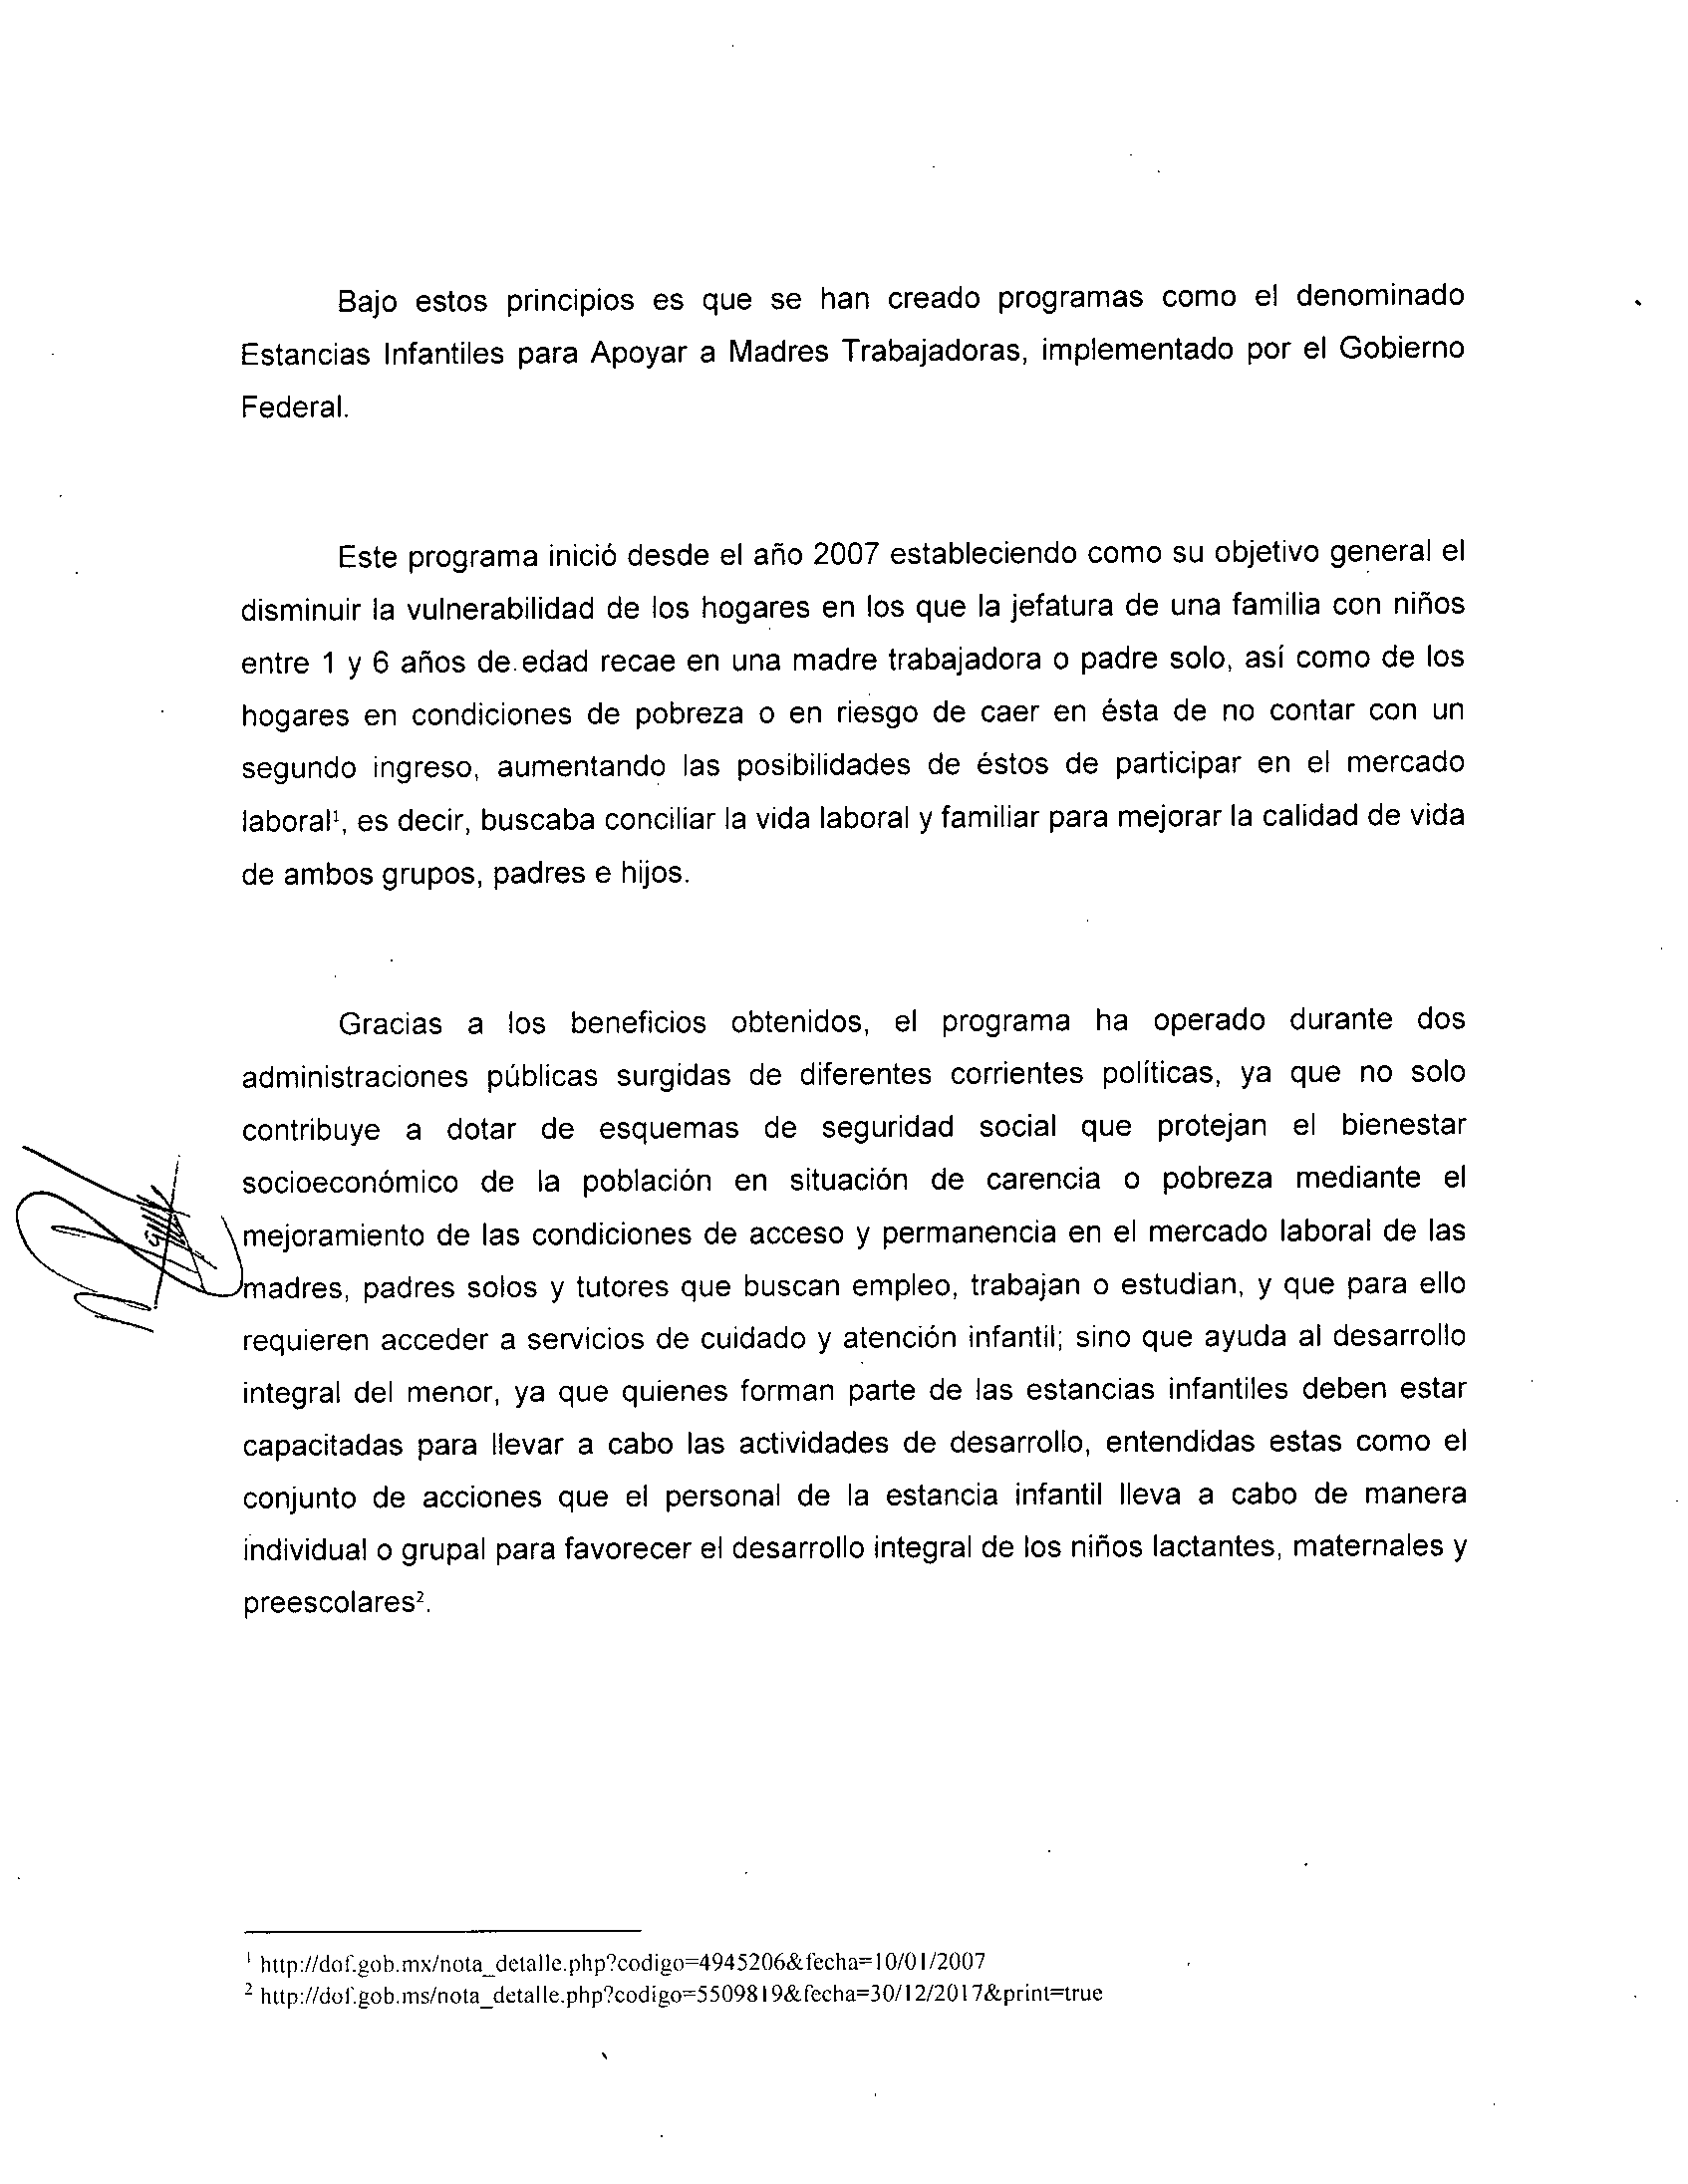 Bajo estos principios es que se han creado programas como el denominado
Estancias Infantiles para Apoyar a Madres Trabajadoras, implementado por el Gobierno
Federal.
Este programa inició desde el año 2007 estableciendo como su objetivo general el
disminuir la vulnerabilidad de los hogares en los que la jefatura de una familia con niños
entre 1 y 6 años de edad recae en una madre trabajadora o padre solo, así como de los
hogares en condiciones de pobreza o en riesgo de caer en ésta de no contar con un
segundo ingreso, aumentando las posibilidades de éstos de participar en el mercado
laboral¹, es decir, buscaba conciliar la vida laboral y familiar para mejorar la calidad de vida
de ambos grupos, padres e hijos.
Gracias a los beneficios obtenidos, el programa ha operado durante dos
administraciones públicas surgidas de diferentes corrientes políticas, ya que no solo
contribuye a dotar de esquemas de seguridad social que protejan el bienestar
socioeconómico de la población en situación de carencia o pobreza mediante el
mejoramiento de las condiciones de acceso y permanencia en el mercado laboral de las
madres, padres solos y tutores que buscan empleo, trabajan o estudian, y que para ello
requieren acceder a servicios de cuidado y atención infantil; sino que ayuda al desarrollo
integral del menor, ya que quienes forman parte de las estancias infantiles deben estar
capacitadas para llevar a cabo las actividades de desarrollo, entendidas estas como el
conjunto de acciones que el personal de la estancia infantil lleva a cabo de manera
individual o grupal para favorecer el desarrollo integral de los niños lactantes, maternales y
preescolares².
¹ http://dof.gob.mx/nota_detalle.php?codigo=4945206&fecha=10/01/2007
² http://dof.gob.ms/nota_detalle.php?codigo=5509819&fecha=30/12/2017&print=true